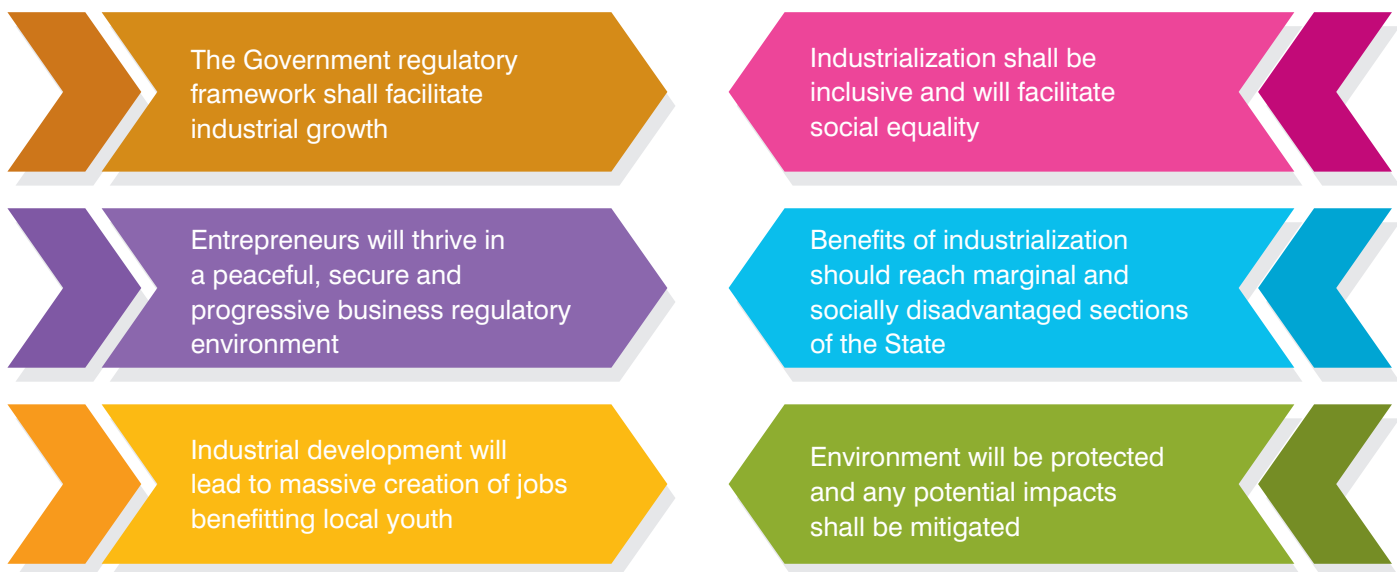 The Government regulatory
framework shall facilitate
industrial growth
Industrialization shall be
inclusive and will facilitate
social equality
Entrepreneurs will thrive in
a peaceful, secure and
progressive business regulatory
environment
Benefits of industrialization
should reach marginal and
socially disadvantaged sections
of the State
Industrial development will
lead to massive creation of jobs
benefitting local youth
Environment will be protected
and any potential impacts
shall be mitigated